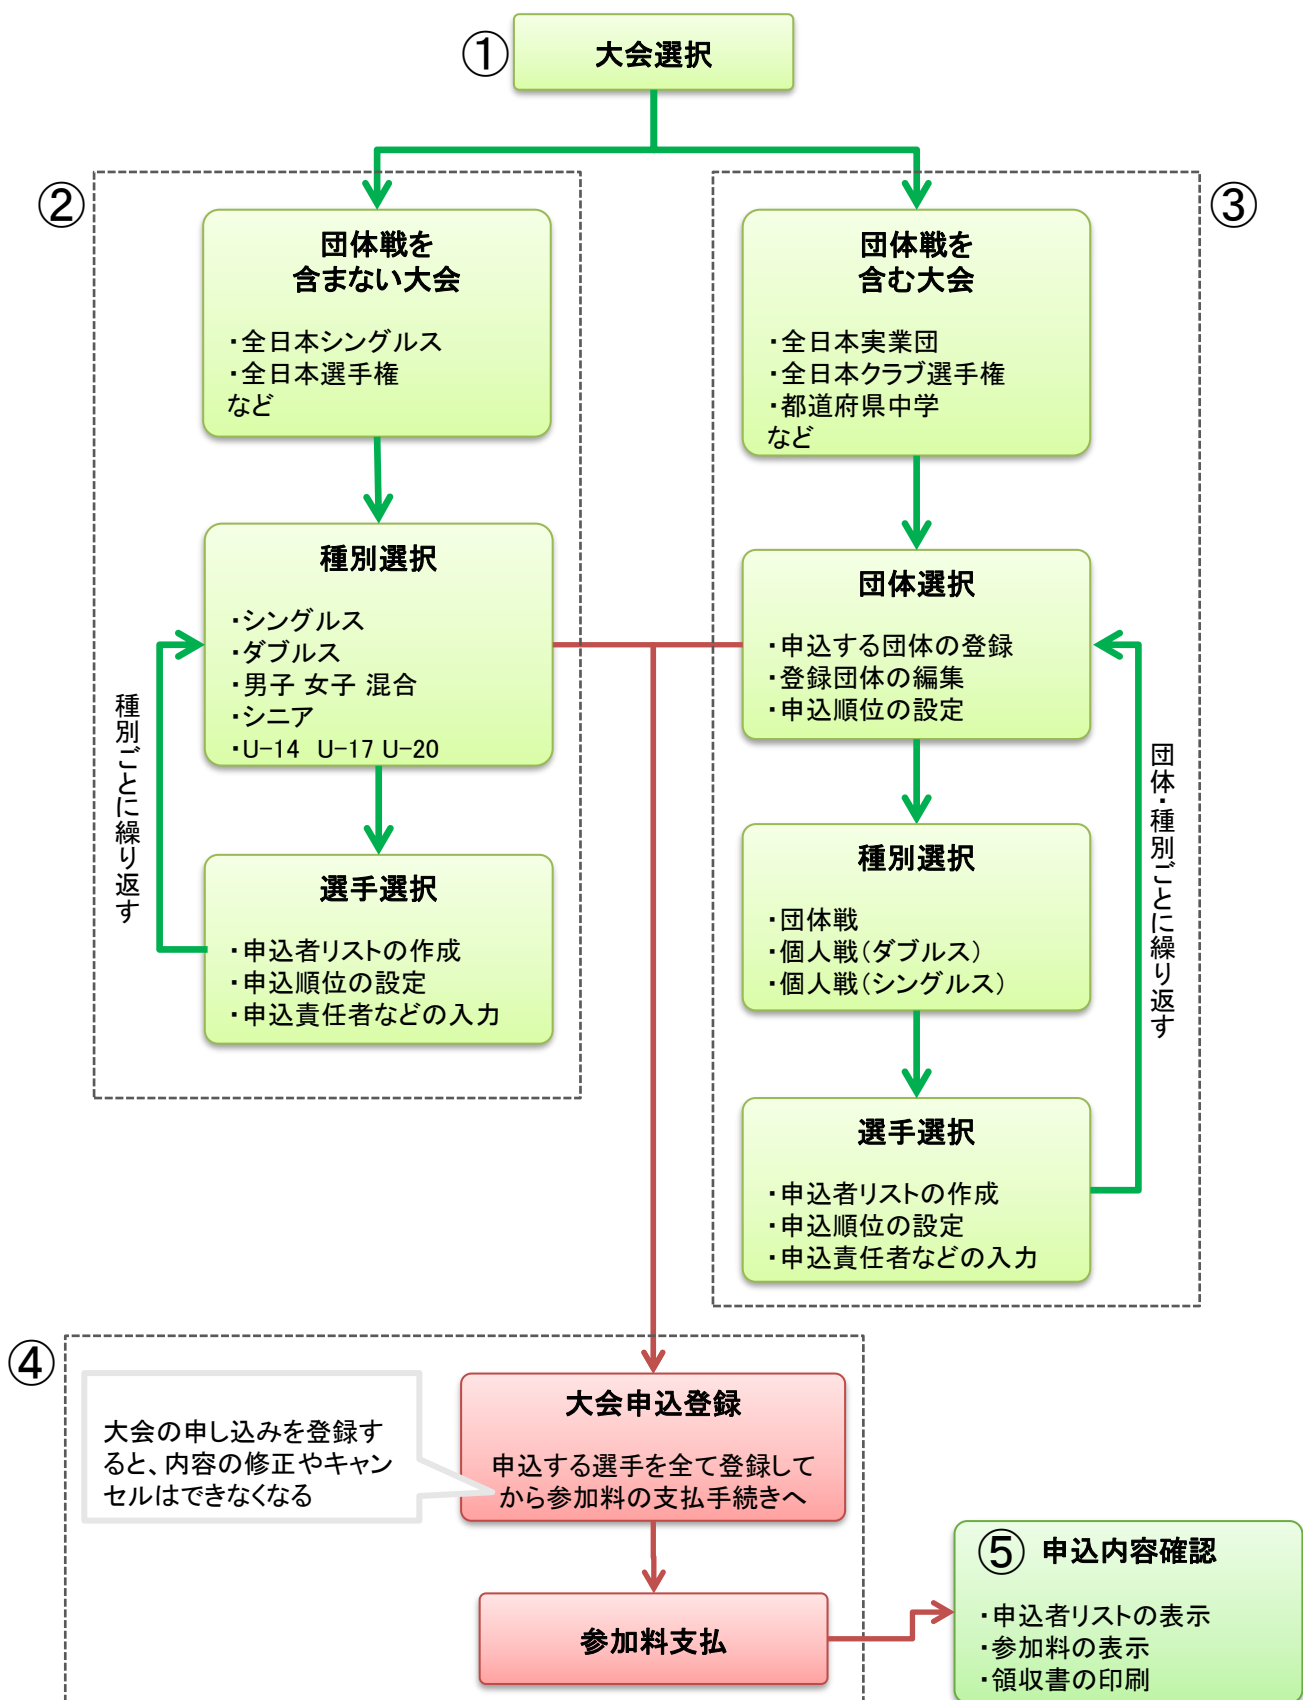 ①
大会選択
②
団体戦を
含まない大会
・全日本シングルス
・全日本選手権
など
種別選択
・シングルス
・ダブルス
・男子 女子 混合
・シニア
・U-14 U-17 U-20
種別ごとに繰り返す
選手選択
・申込者リストの作成
・申込順位の設定
・申込責任者などの入力
③
団体戦を
含む大会
・全日本実業団
・全日本クラブ選手権
・都道府県中学
など
団体選択
・申込する団体の登録
・登録団体の編集
・申込順位の設定
種別選択
・団体戦
・個人戦(ダブルス)
・個人戦(シングルス)
団体・種別ごとに繰り返す
選手選択
・申込者リストの作成
・申込順位の設定
・申込責任者などの入力
④
大会の申し込みを登録す
ると、内容の修正やキャン
セルはできなくなる
大会申込登録
申込する選手を全て登録して
から参加料の支払手続きへ
参加料支払
⑤ 申込内容確認
・申込者リストの表示
・参加料の表示
・領収書の印刷